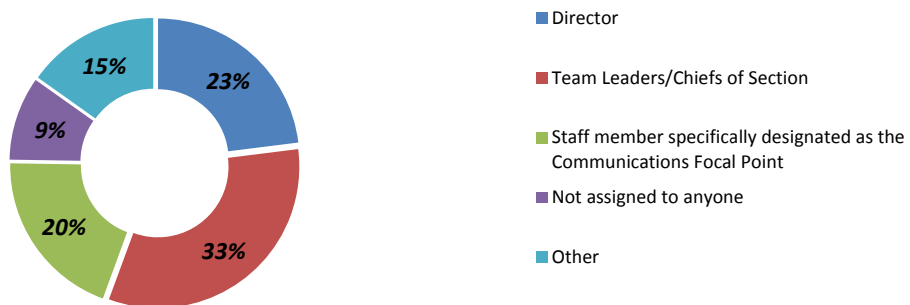 15%
23%
9%
20%
33%
Director
Team Leaders/Chiefs of Section
Staff member specifically designated as the
Communications Focal Point
Not assigned to anyone
Other